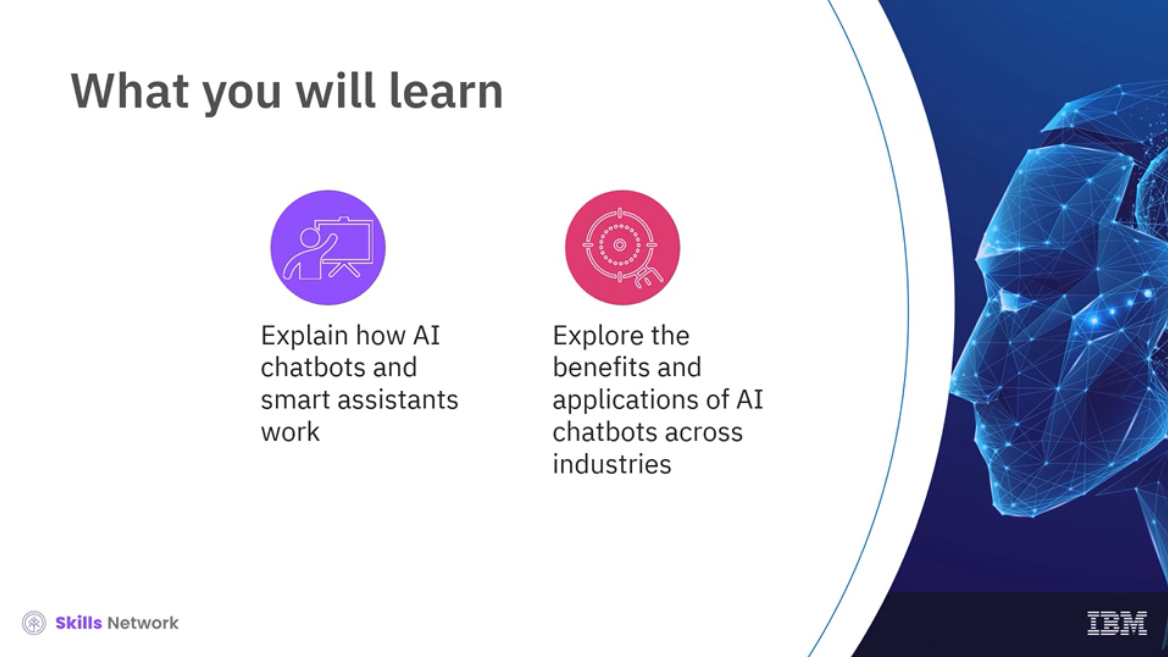 What you will learn
Explain how AI
chatbots and
smart assistants
work
Explore the
benefits and
applications of AI
chatbots across
industries
Skills Network
IBM